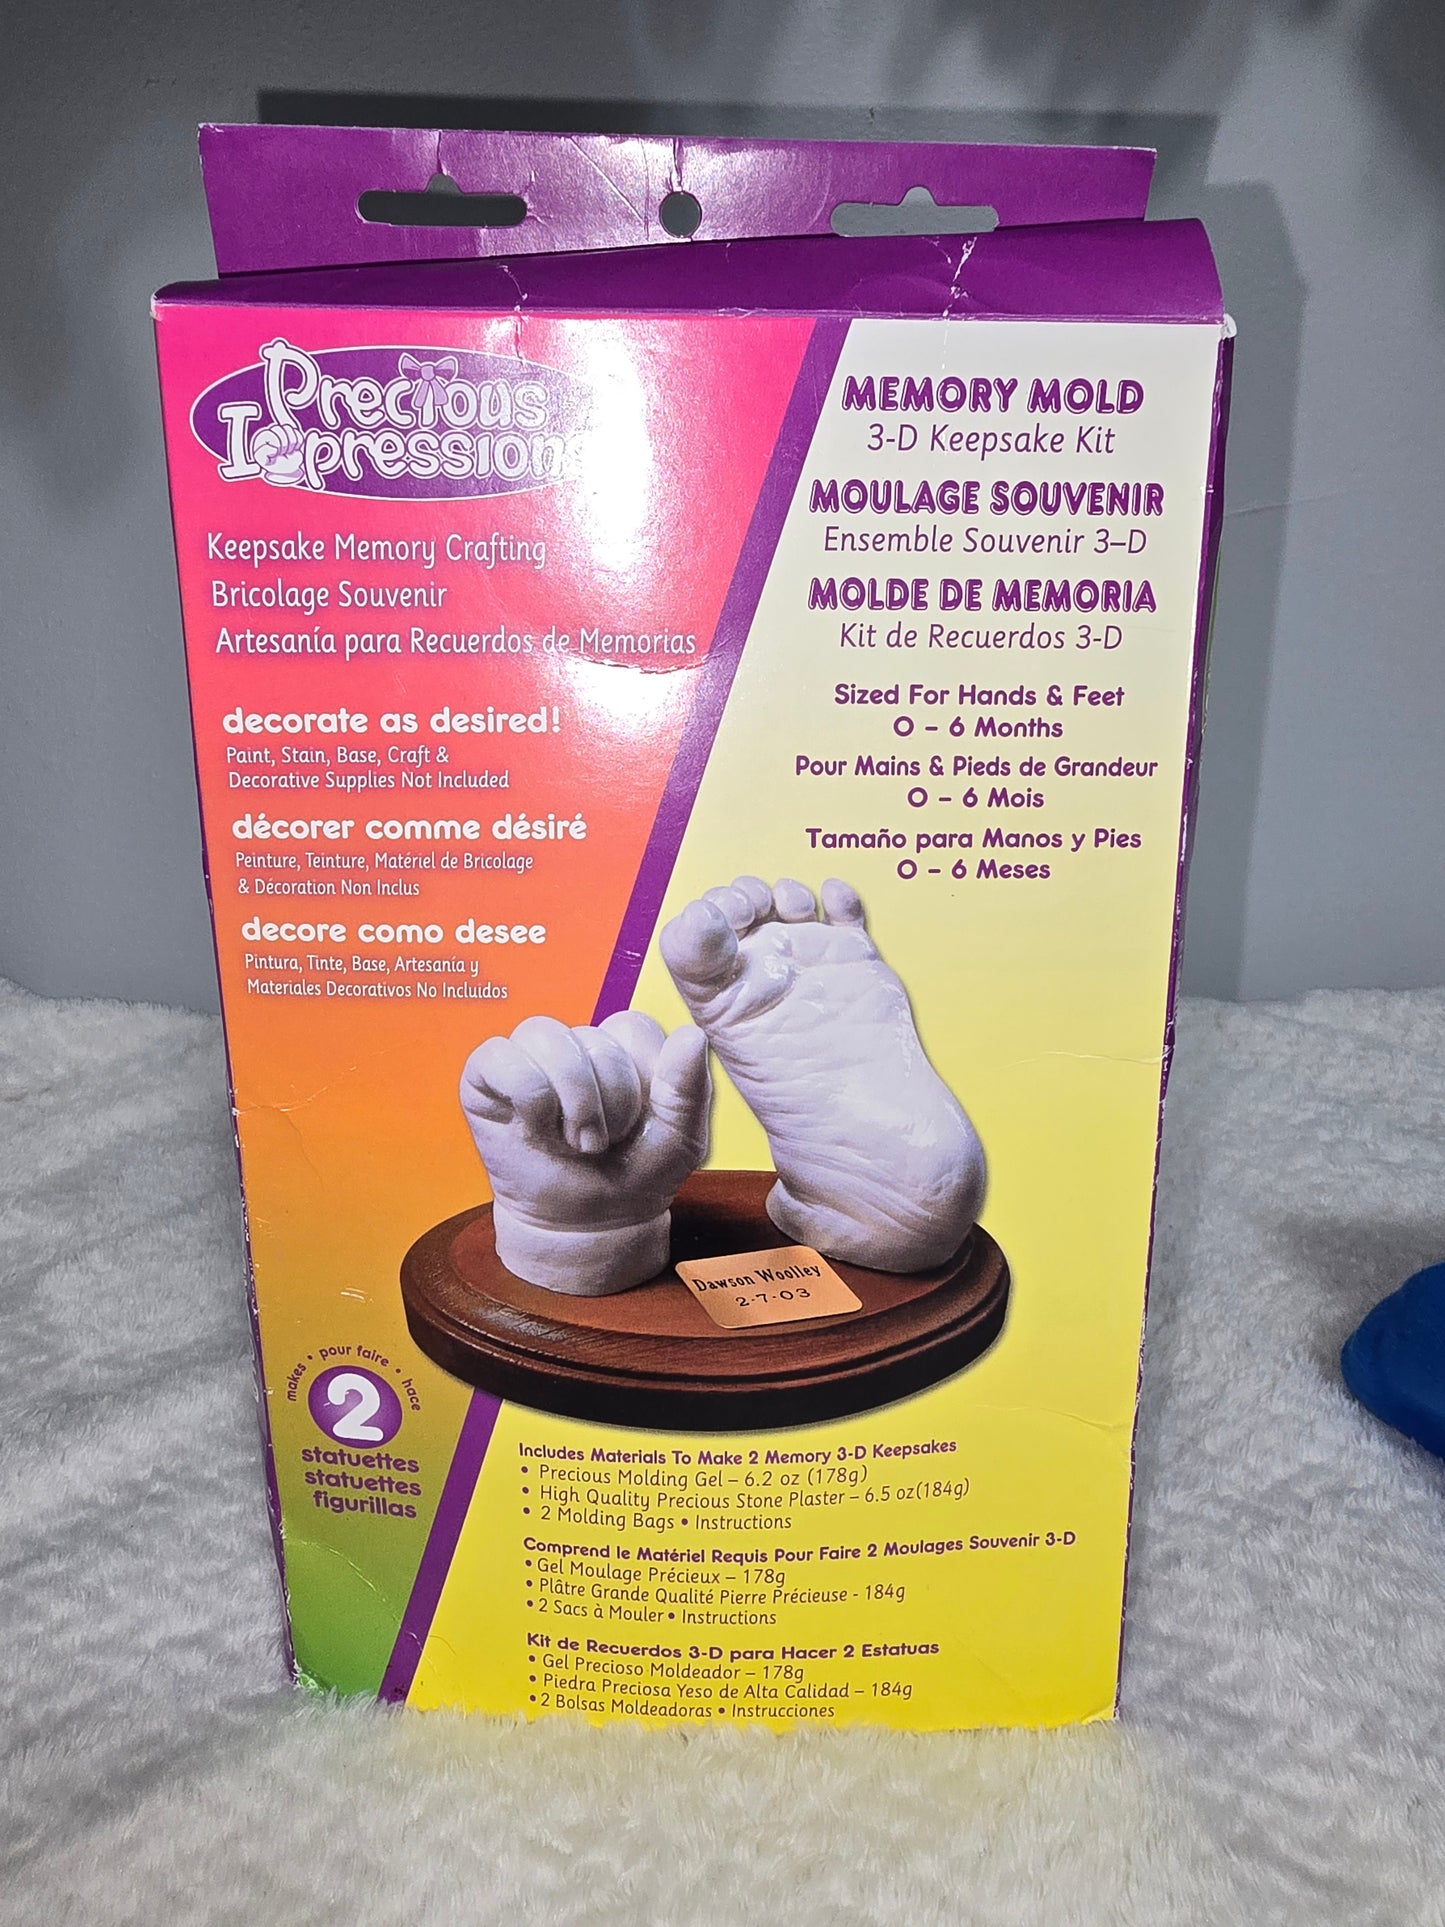 Precious
Impressions
Keepsake Memory Crafting
Bricolage Souvenir
Artesanía para Recuerdos de Memorias
decorate as desired!
Paint, Stain, Base, Craft &
Decorative Supplies Not Included
décorer comme désiré
Peinture, Teinture, Matériel de Bricolage
& Décoration Non Inclus
decore como desee
Pintura, Tinte, Base, Artesanía y
Materiales Decorativos No Incluidos
MEMORY MOLD
3-D Keepsake Kit
MOULAGE SOUVENIR
Ensemble Souvenir 3-D
MOLDE DE MEMORIA
Kit de Recuerdos 3-D
Sized For Hands & Feet
0 - 6 Months
Pour Mains & Pieds de Grandeur
0 - 6 Mois
Tamaño para Manos y Pies
0 - 6 Meses
Dawson Woolley
2-7-03
makes • pour faire • hace
2
statuettes
statuettes
figurillas
Includes Materials To Make 2 Memory 3-D Keepsakes
• Precious Molding Gel – 6.2 oz (178g)
• High Quality Precious Stone Plaster – 6.5 oz(184g)
• 2 Molding Bags • Instructions
Comprend le Matériel Requis Pour Faire 2 Moulages Souvenir 3-D
• Gel Moulage Précieux – 178g
• Plâtre Grande Qualité Pierre Précieuse - 184g
• 2 Sacs à Mouler • Instructions
Kit de Recuerdos 3-D para Hacer 2 Estatuas
• Gel Precioso Moldeador – 178g
• Piedra Preciosa Yeso de Alta Calidad – 184g
• 2 Bolsas Moldeadoras • Instrucciones